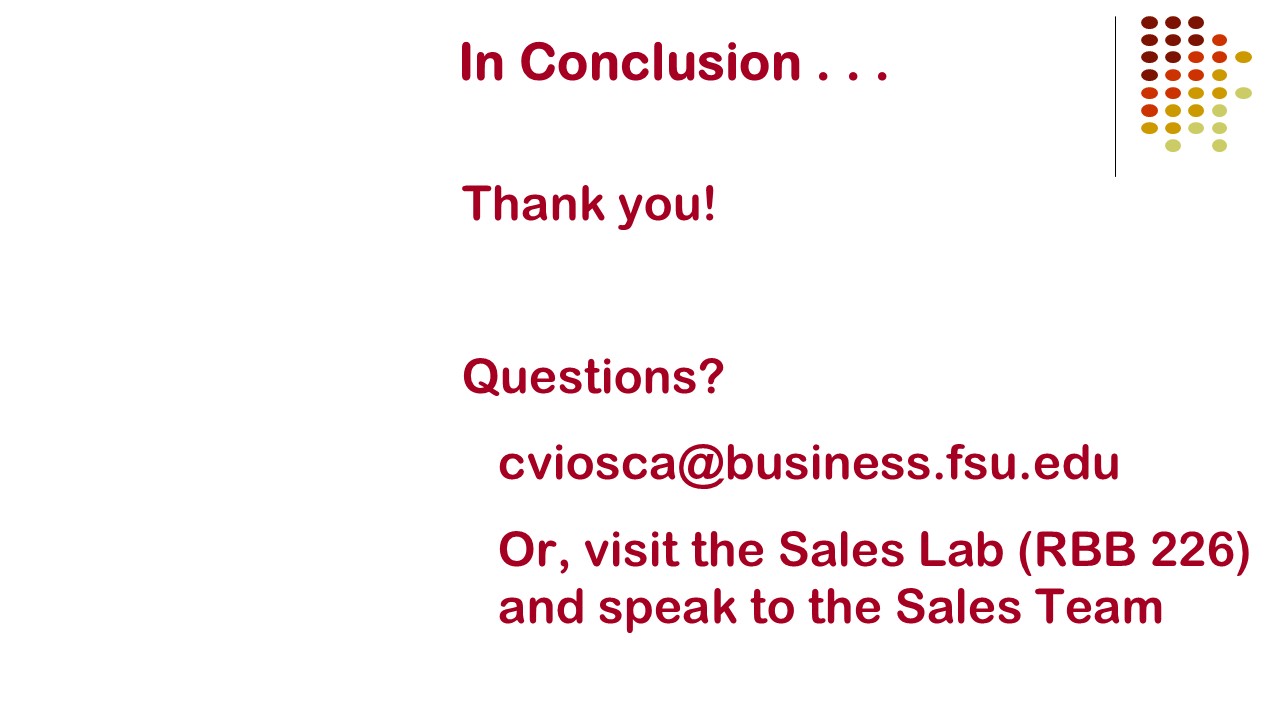 In Conclusion . . .
Thank you!
Questions?
cviosca@business.fsu.edu
Or, visit the Sales Lab (RBB 226)
and speak to the Sales Team